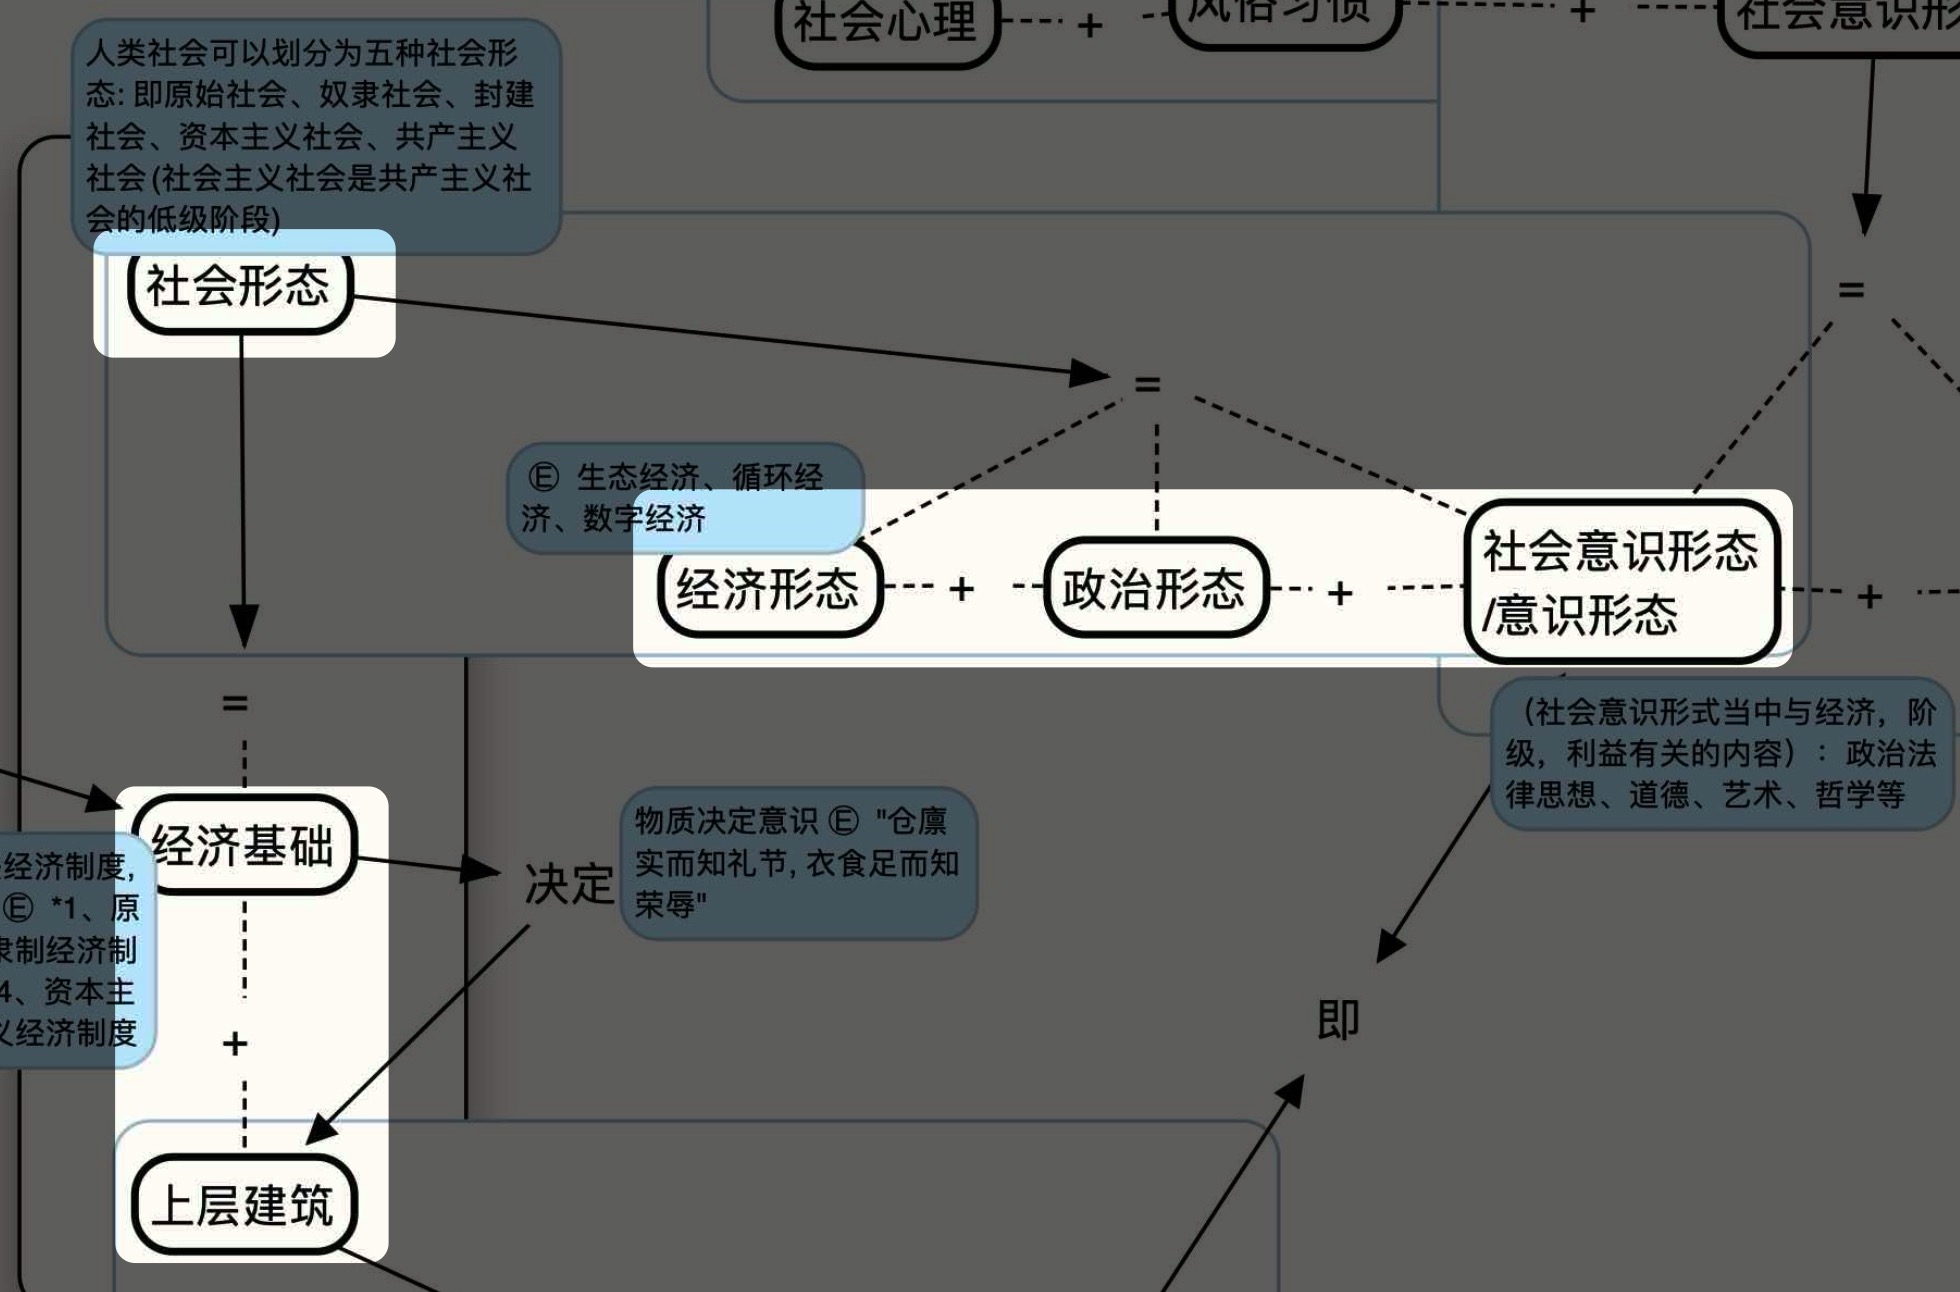 社会心理
+
风俗习惯
+
社会意识形
人类社会可以划分为五种社会形
态: 即原始社会、奴隶社会、封建
社会、资本主义社会、共产主义
社会(社会主义社会是共产主义社
会的低级阶段)
社会形态
=
=
Ⓔ 生态经济、循环经
济、数字经济
经济形态
+
政治形态
+
社会意识形态
/意识形态
+
=
(社会意识形式当中与经济，阶
级，利益有关的内容）：政治法
律思想、道德、艺术、哲学等
经济基础
决定
物质决定意识 Ⓔ "仓廪
实而知礼节, 衣食足而知
荣辱"
经济制度,
Ⓔ *1、原
隶制经济制
4、资本主
义经济制度
+
即
上层建筑